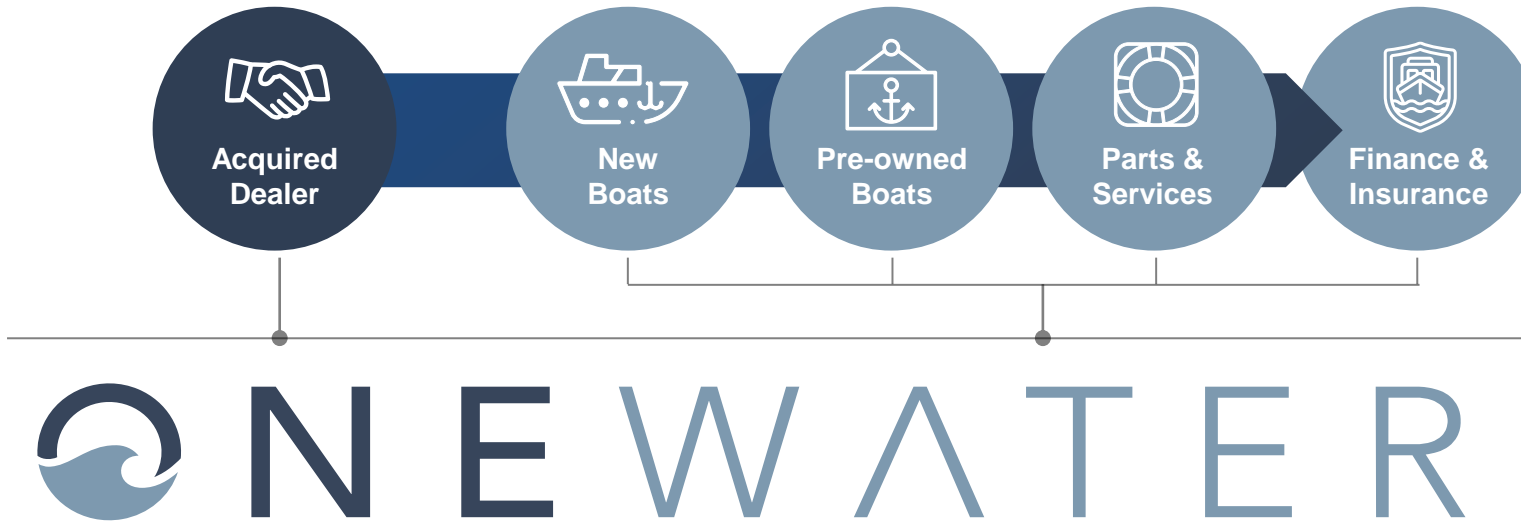 Acquired
Dealer
New
Boats
Pre-owned
Boats
Parts &
Services
Finance &
Insurance
ONEWATER